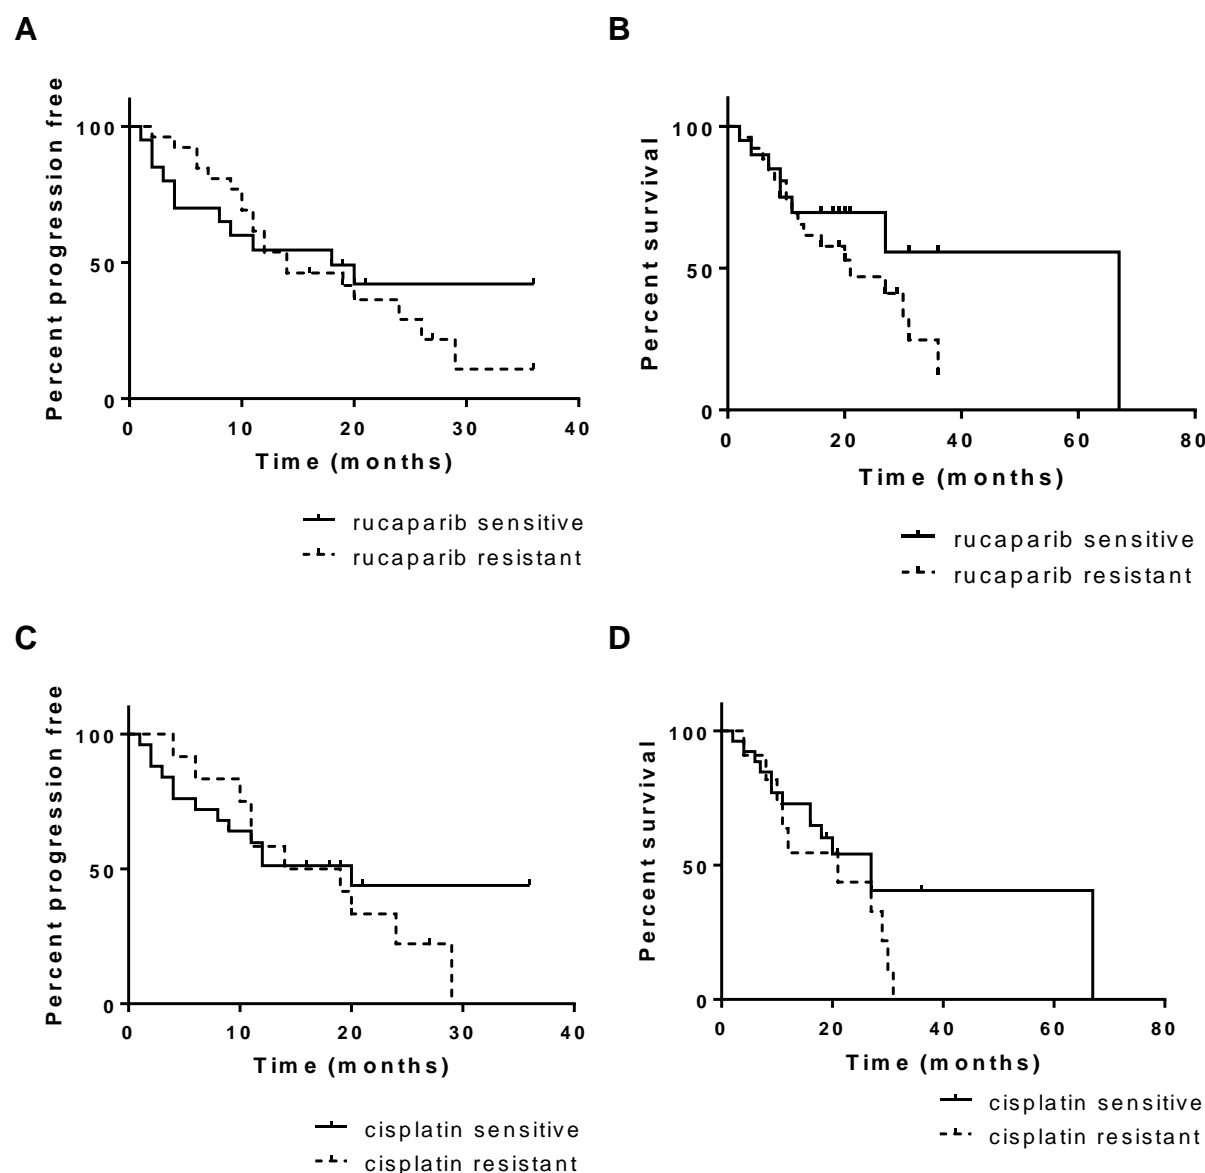 A
Percent progression free
100
50
0
0 10 20 30 40
Time (months)
rucaparib sensitive
rucaparib resistant
B
Percent survival
100
50
0
0 20 40 60 80
Time (months)
rucaparib sensitive
rucaparib resistant
C
Percent progression free
100
50
0
0 10 20 30 40
Time (months)
cisplatin sensitive
cisplatin resistant
D
Percent survival
100
50
0
0 20 40 60 80
Time (months)
cisplatin sensitive
cisplatin resistant